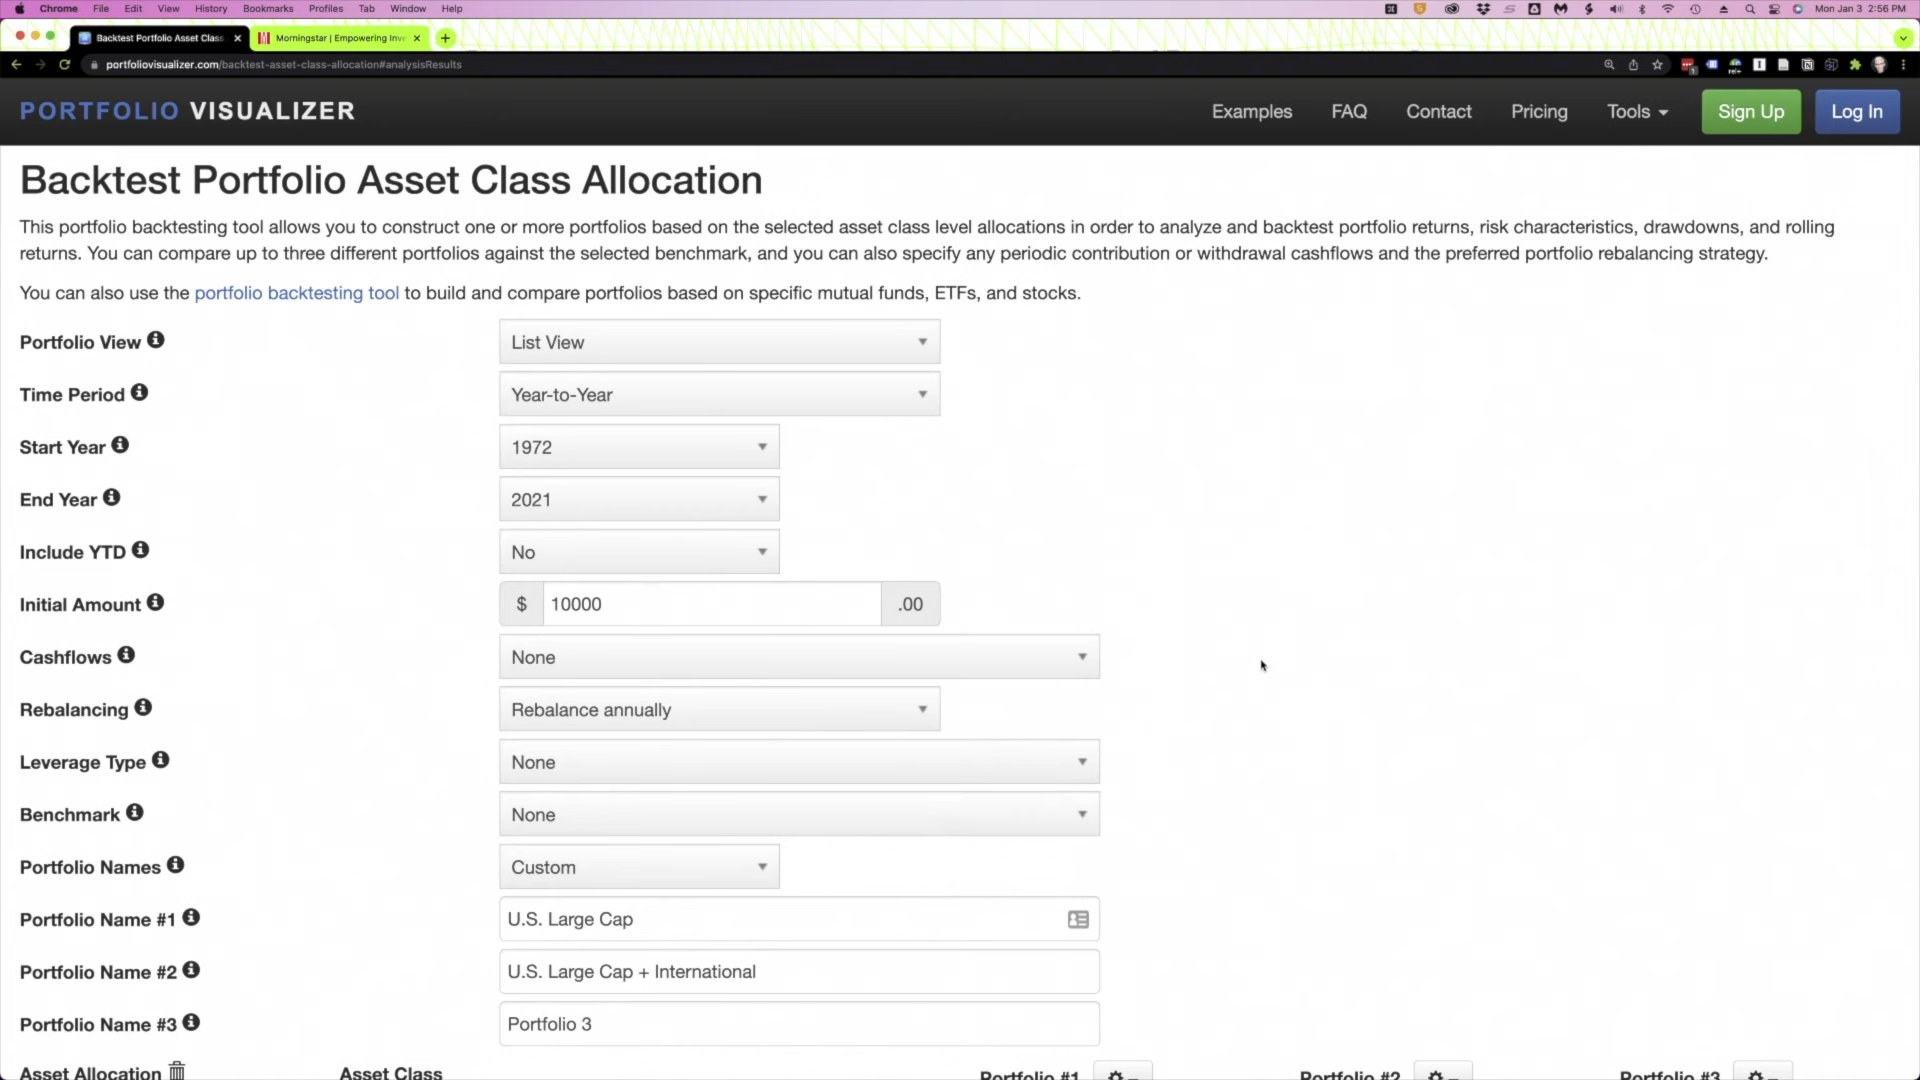 Chrome File Edit View History Bookmarks Profiles Tab Window Help Mon Jan 3 2:56 PM
Backtest Portfolio Asset Class Morningstar | Empowering Inve
portfoliovisualizer.com/backtest-asset-class-allocation#analysisResults
PORTFOLIO VISUALIZER Examples FAQ Contact Pricing Tools Sign Up Log In
Backtest Portfolio Asset Class Allocation
This portfolio backtesting tool allows you to construct one or more portfolios based on the selected asset class level allocations in order to analyze and backtest portfolio returns, risk characteristics, drawdowns, and rolling
returns. You can compare up to three different portfolios against the selected benchmark, and you can also specify any periodic contribution or withdrawal cashflows and the preferred portfolio rebalancing strategy.
You can also use the portfolio backtesting tool to build and compare portfolios based on specific mutual funds, ETFs, and stocks.
Portfolio View List View
Time Period Year-to-Year
Start Year 1972
End Year 2021
Include YTD No
Initial Amount $ 10000 .00
Cashflows None
Rebalancing Rebalance annually
Leverage Type None
Benchmark None
Portfolio Names Custom
Portfolio Name #1 U.S. Large Cap
Portfolio Name #2 U.S. Large Cap + International
Portfolio Name #3 Portfolio 3
Asset Allocation Asset Class Portfolio #1 Portfolio #2 Portfolio #3